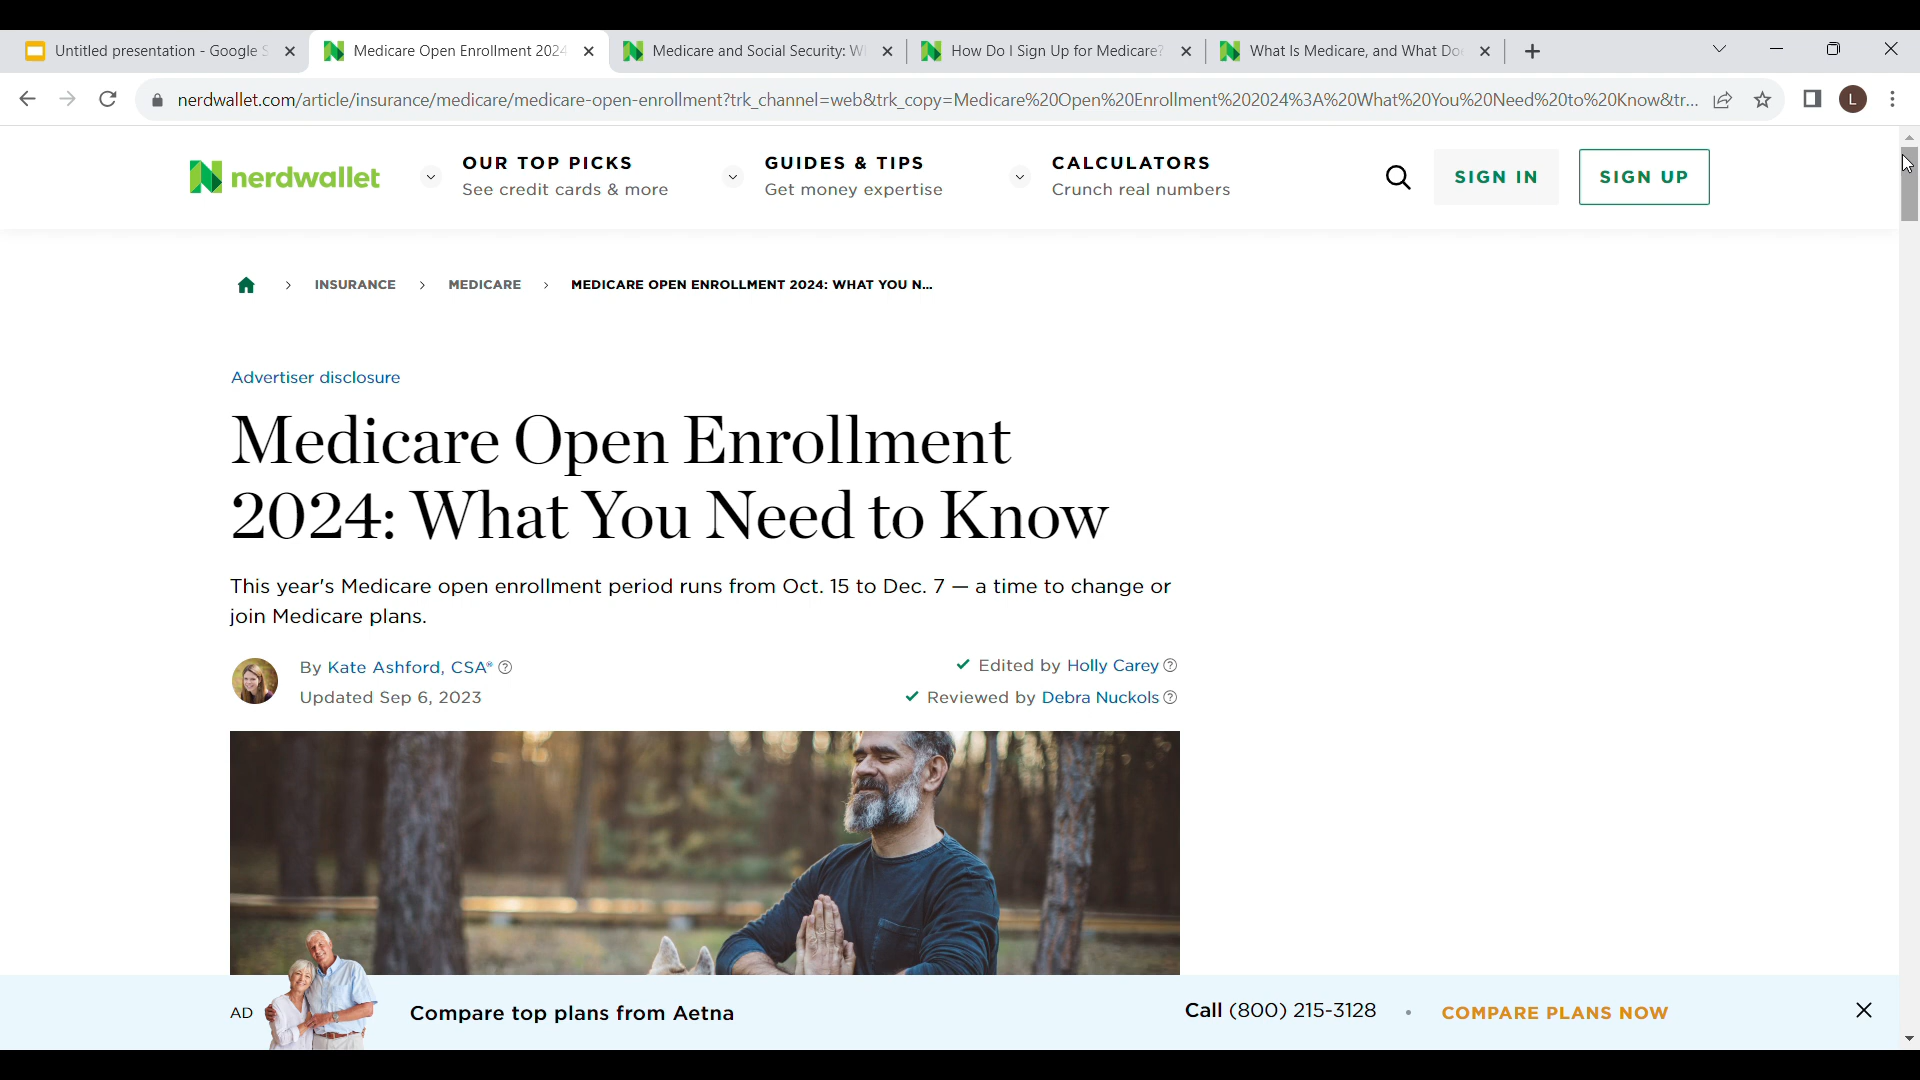 Untitled presentation - Google S
Medicare Open Enrollment 2024
Medicare and Social Security: W
How Do I Sign Up for Medicare?
What Is Medicare, and What Do
nerdwallet.com/article/insurance/medicare/medicare-open-enrollment?trk_channel=web&trk_copy=Medicare%20Open%20Enrollment%202024%3A%20What%20You%20Need%20to%20Know&tr...
L
nerdwallet
OUR TOP PICKS
See credit cards & more
GUIDES & TIPS
Get money expertise
CALCULATORS
Crunch real numbers
SIGN IN
SIGN UP
INSURANCE
MEDICARE
MEDICARE OPEN ENROLLMENT 2024: WHAT YOU N...
Advertiser disclosure
Medicare Open Enrollment
2024: What You Need to Know
This year's Medicare open enrollment period runs from Oct. 15 to Dec. 7 — a time to change or
join Medicare plans.
By Kate Ashford, CSA®
Updated Sep 6, 2023
Edited by Holly Carey
Reviewed by Debra Nuckols
AD
Compare top plans from Aetna
Call (800) 215-3128
COMPARE PLANS NOW